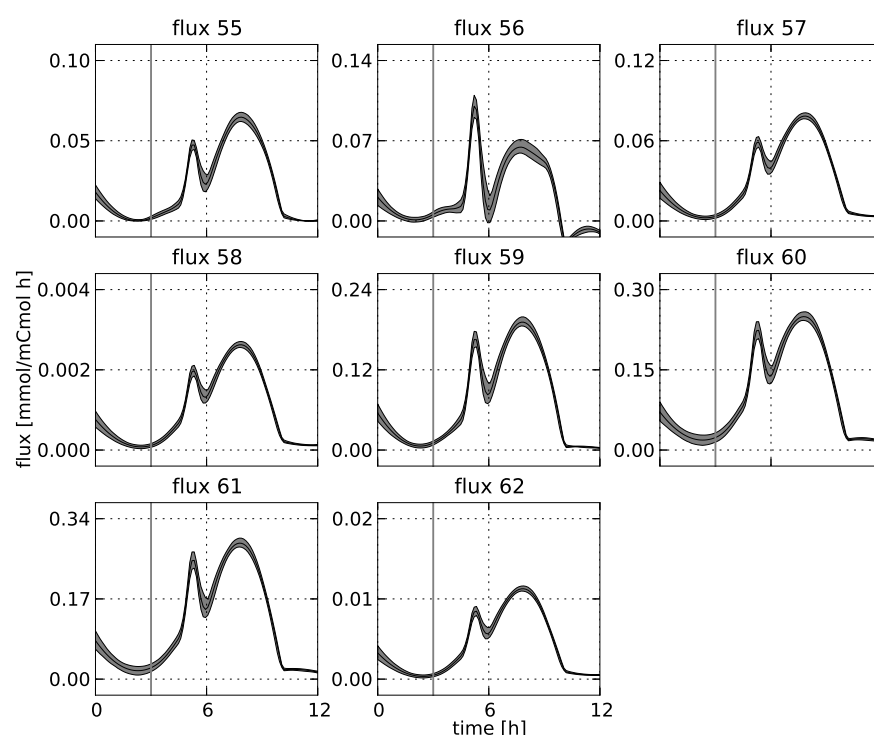 flux 55 flux 56 flux 57
0.10 0.14 0.12
0.05 0.07 0.06
0.00 0.00 0.00
flux 58 flux 59 flux 60
0.004 0.24 0.30
0.002 0.12 0.15
0.000 0.00 0.00
flux [mmol/mCmol h]
flux 61 flux 62
0.34 0.02
0.17 0.01
0.00 0.00
0 6 12 0 6 12
time [h]